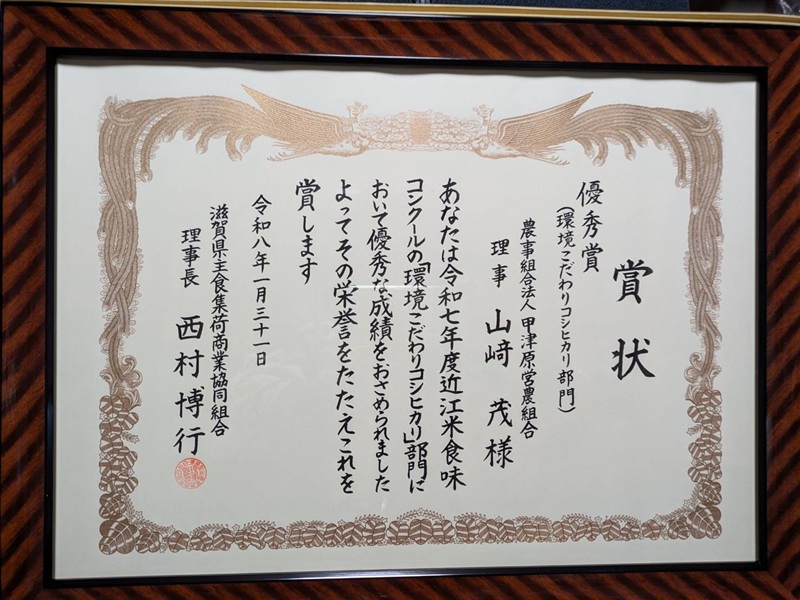 賞状
優秀賞
(環境こだわりコシヒカリ部門)
農事組合法人 甲津原営農組合
理事 山﨑 茂 様
あなたは令和七年度近江米食味
コンクールの「環境こだわりコシヒカリ」部門に
おいて優秀な成績をおさめられました
よってその栄誉をたたえこれを
賞します
令和八年一月三十一日
滋賀県主食集荷商業協同組合
理事長 西村博行